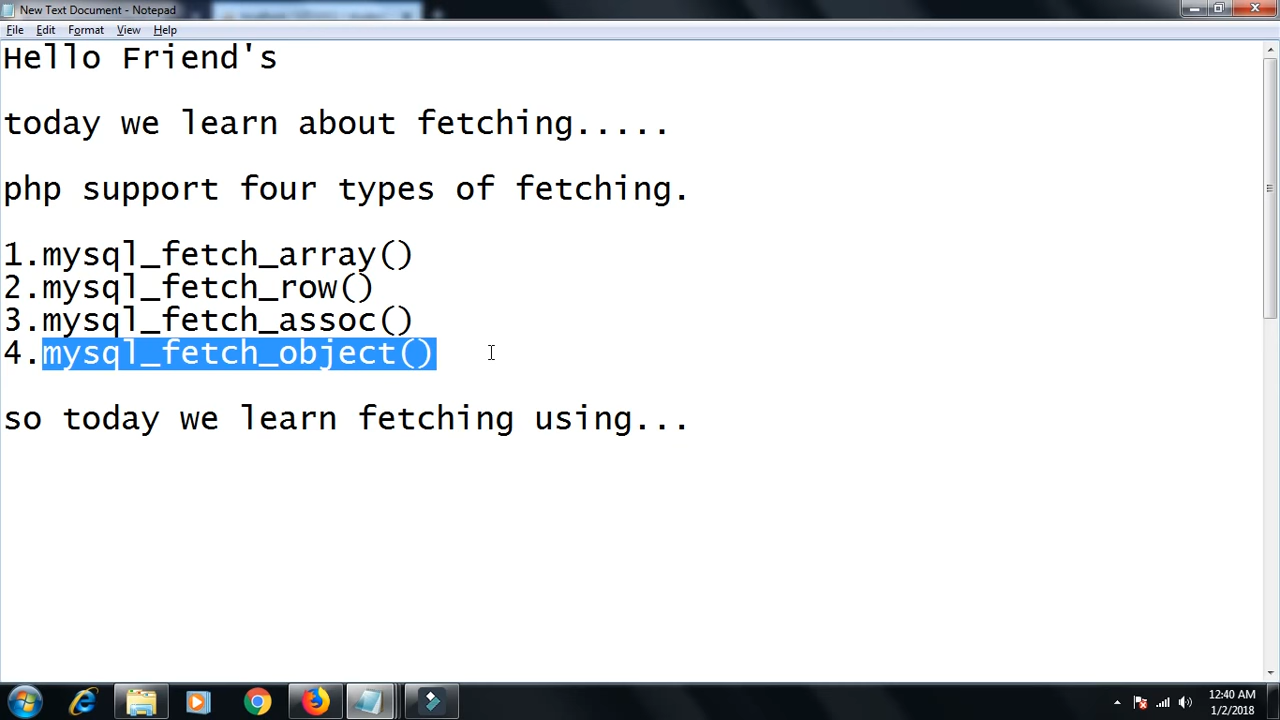 New Text Document - Notepad
File Edit Format View Help
Hello Friend's
today we learn about fetching.....
php support four types of fetching.
1.mysql_fetch_array()
2.mysql_fetch_row()
3.mysql_fetch_assoc()
4.mysql_fetch_object()
so today we learn fetching using...
12:40 AM
1/2/2018